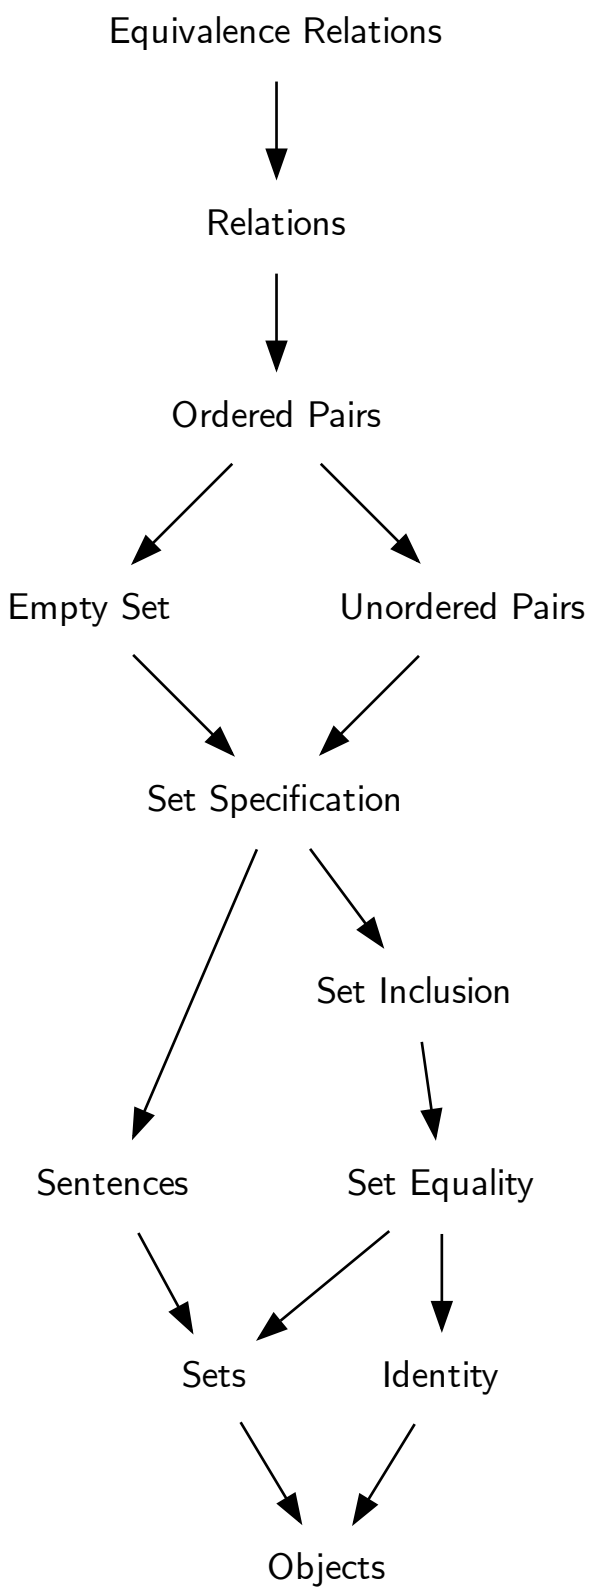 Equivalence Relations
Relations
Ordered Pairs
Empty Set
Unordered Pairs
Set Specification
Set Inclusion
Sentences
Set Equality
Sets
Identity
Objects